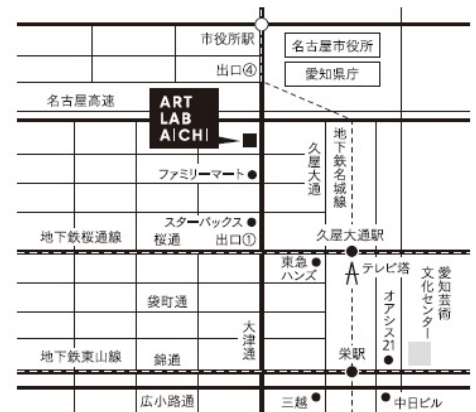 市役所駅
名古屋市役所
出口④
愛知県庁
名古屋高速
ART
LAB
AICHI
久屋大通
地下鉄名城線
ファミリーマート
スターバックス
地下鉄桜通線
桜通
出口①
久屋大通駅
東急
ハンズ
テレビ塔
袋町通
大津通
オアシス21
愛知芸術
文化センター
地下鉄東山線
錦通
栄駅
広小路通
三越
中日ビル